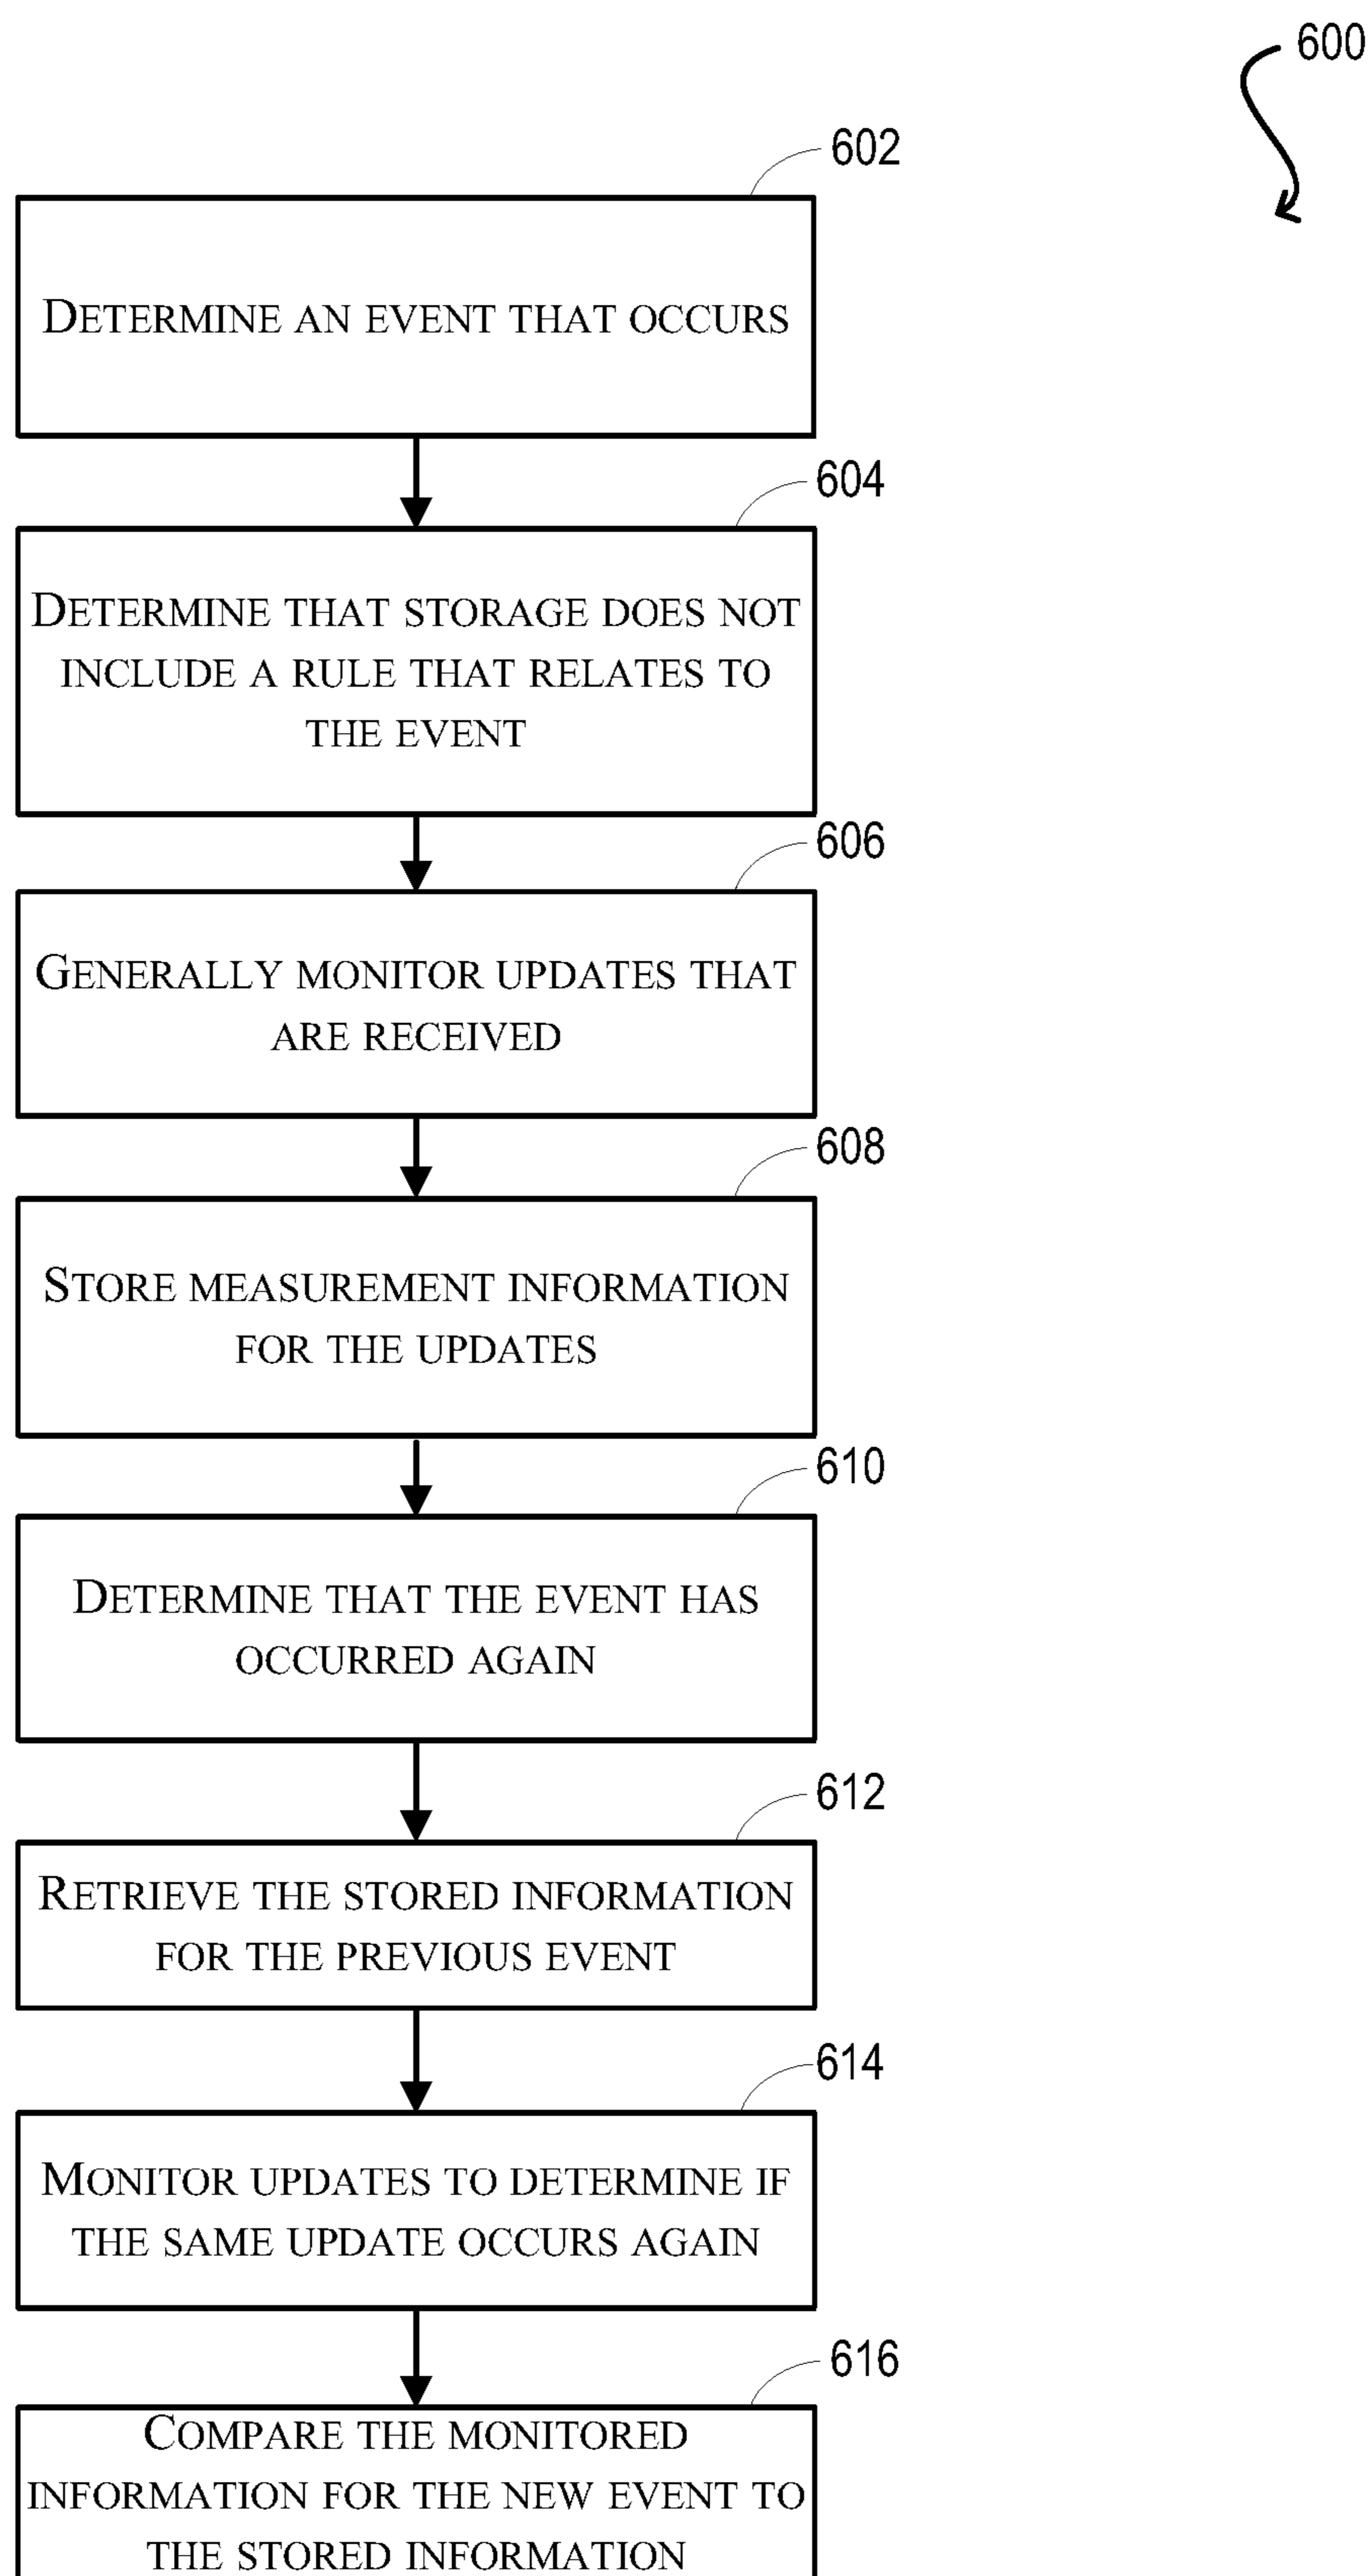 600
602
DETERMINE AN EVENT THAT OCCURS
604
DETERMINE THAT STORAGE DOES NOT
INCLUDE A RULE THAT RELATES TO
THE EVENT
606
GENERALLY MONITOR UPDATES THAT
ARE RECEIVED
608
STORE MEASUREMENT INFORMATION
FOR THE UPDATES
610
DETERMINE THAT THE EVENT HAS
OCCURRED AGAIN
612
RETRIEVE THE STORED INFORMATION
FOR THE PREVIOUS EVENT
614
MONITOR UPDATES TO DETERMINE IF
THE SAME UPDATE OCCURS AGAIN
616
COMPARE THE MONITORED
INFORMATION FOR THE NEW EVENT TO
THE STORED INFORMATION